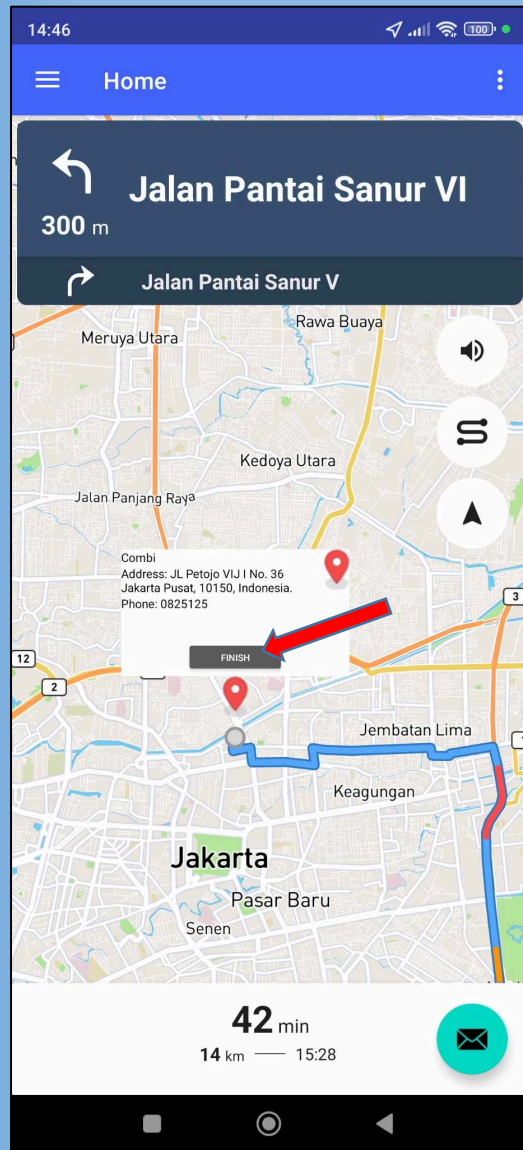 14:46
100
Home
Jalan Pantai Sanur VI
300 m
Jalan Pantai Sanur V
Rawa Buaya
Meruya Utara
Kedoya Utara
Jalan Panjang Raya
Combi
Address: JL Petojo VIJ I No. 36
Jakarta Pusat, 10150, Indonesia.
Phone: 0825125
3
FINISH
12
2
Jembatan Lima
Keagungan
Jakarta
Pasar Baru
Senen
42 min
14 km — 15:28